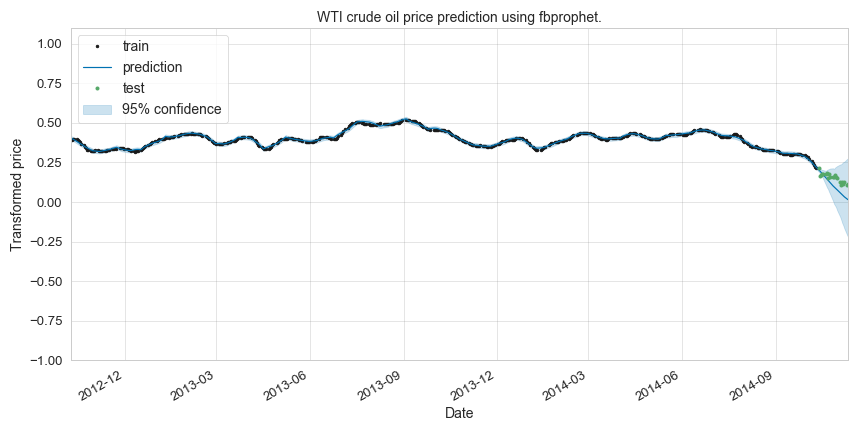 WTI crude oil price prediction using fbprophet.
train
prediction
test
95% confidence
Transformed price
1.00
0.75
0.50
0.25
0.00
−0.25
−0.50
−0.75
−1.00
2012-12
2013-03
2013-06
2013-09
2013-12
2014-03
2014-06
2014-09
Date